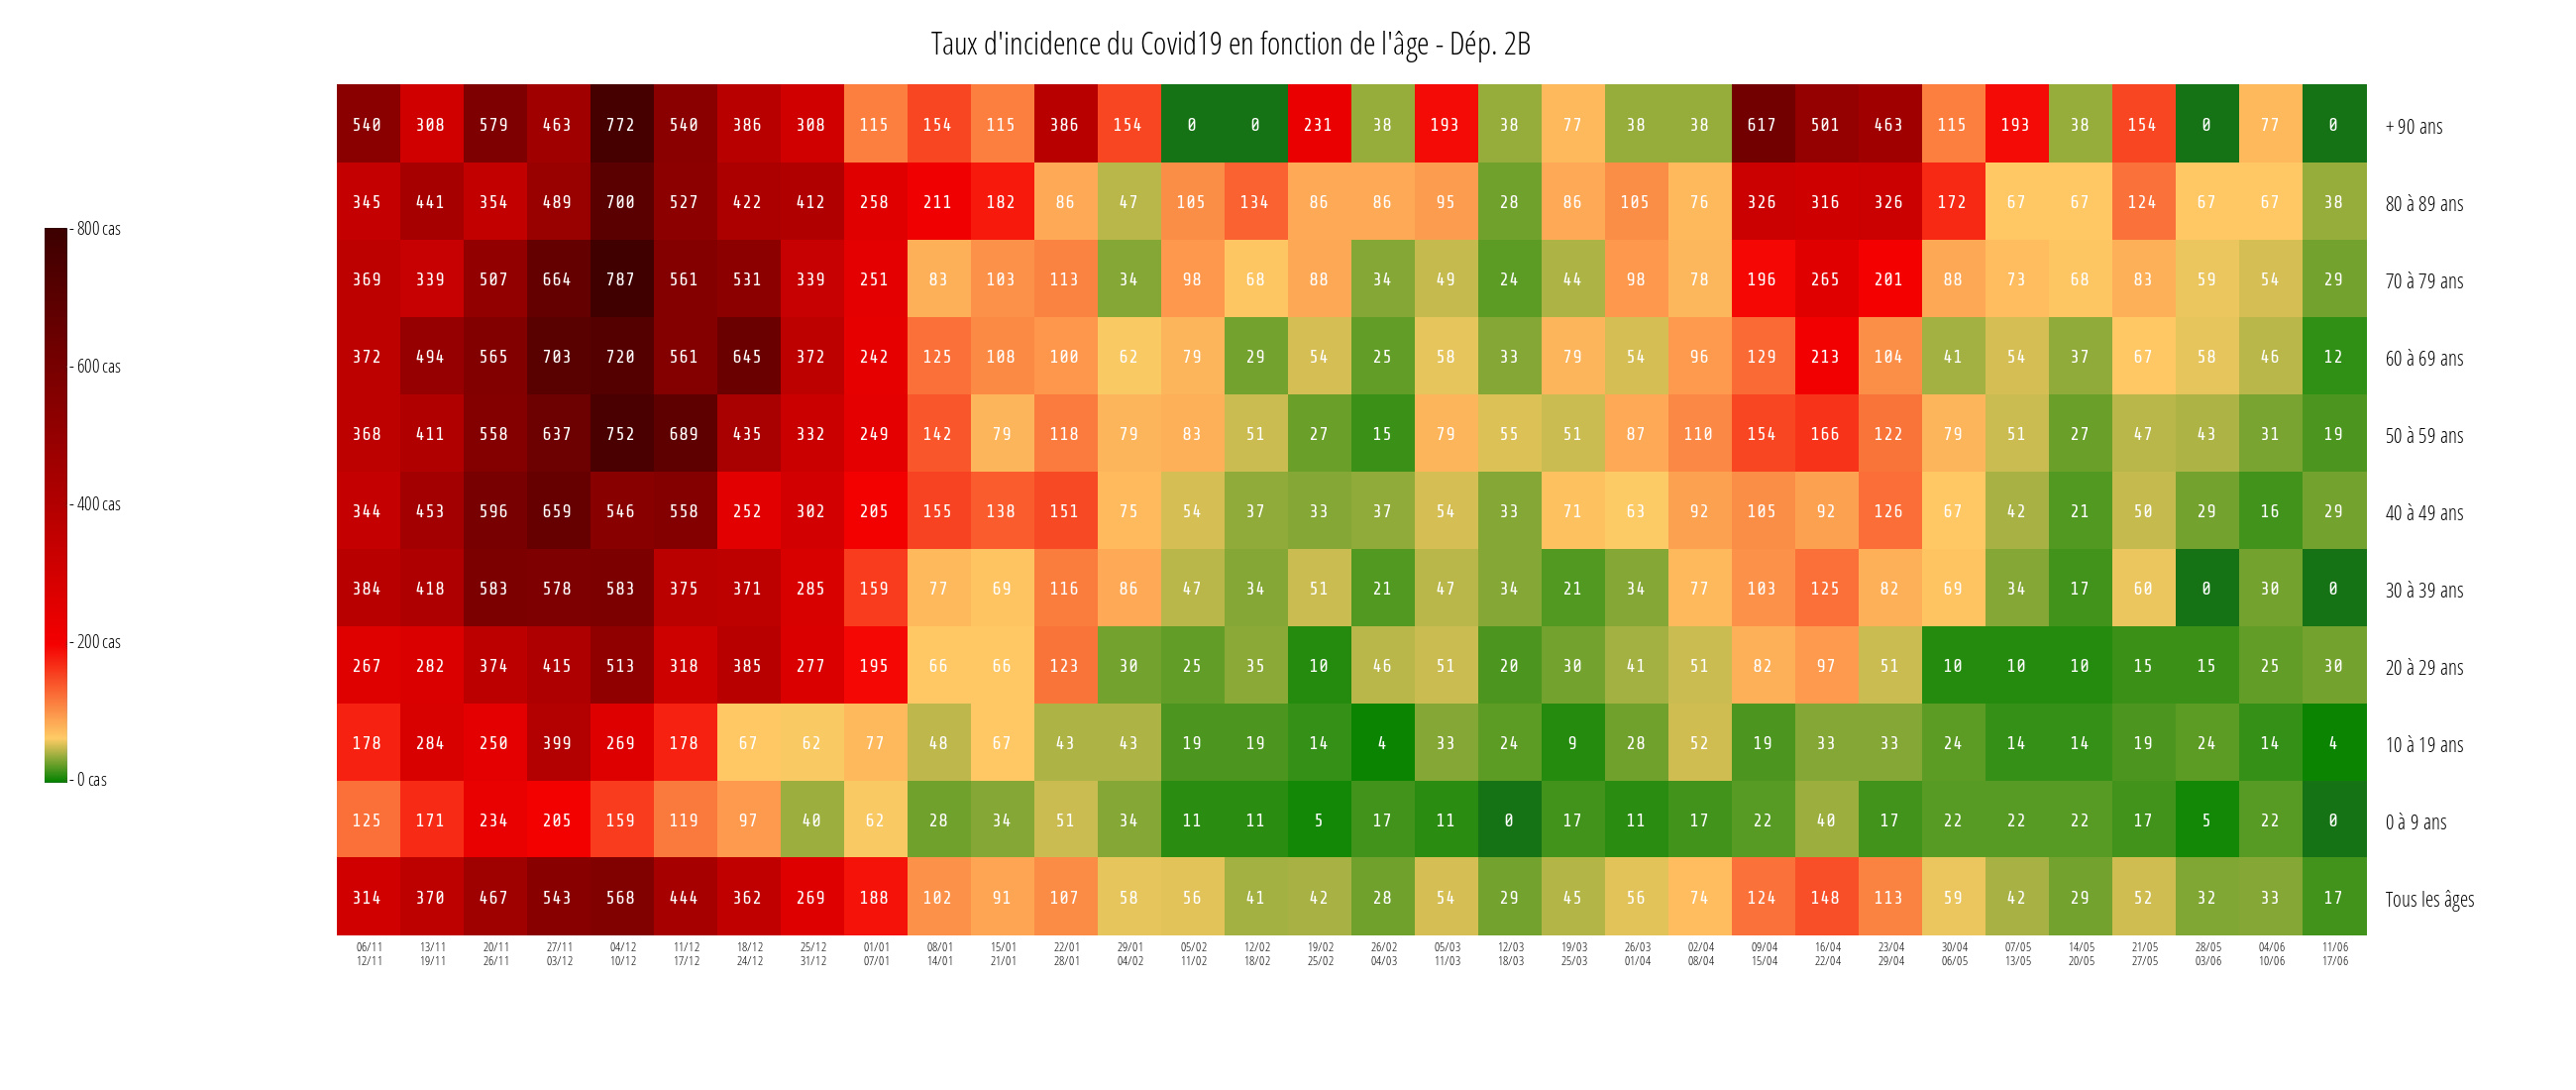 Taux d'incidence du Covid19 en fonction de l'âge - Dép. 2B
540 308 579 463 772 540 386 308 115 154 115 386 154 0 0 231 38 193 38 77 38 38 617 501 463 115 193 38 154 0 77 0 + 90 ans
345 441 354 489 700 527 422 412 258 211 182 86 47 105 134 86 86 95 28 86 105 76 326 316 326 172 67 67 124 67 67 38 80 à 89 ans
369 339 507 664 787 561 531 339 251 83 103 113 34 98 68 88 34 49 24 44 98 78 196 265 201 88 73 68 83 59 54 29 70 à 79 ans
372 494 565 703 720 561 645 372 242 125 108 100 62 79 29 54 25 58 33 79 54 96 129 213 104 41 54 37 67 58 46 12 60 à 69 ans
368 411 558 637 752 689 435 332 249 142 79 118 79 83 51 27 15 79 55 51 87 110 154 166 122 79 51 27 47 43 31 19 50 à 59 ans
344 453 596 659 546 558 252 302 205 155 138 151 75 54 37 33 37 54 33 71 63 92 105 92 126 67 42 21 50 29 16 29 40 à 49 ans
384 418 583 578 583 375 371 285 159 77 69 116 86 47 34 51 21 47 34 21 34 77 103 125 82 69 34 17 60 0 30 0 30 à 39 ans
267 282 374 415 513 318 385 277 195 66 66 123 30 25 35 10 46 51 20 30 41 51 82 97 51 10 10 10 15 15 25 30 20 à 29 ans
178 284 250 399 269 178 67 62 77 48 67 43 43 19 19 14 4 33 24 9 28 52 19 33 33 24 14 14 19 24 14 4 10 à 19 ans
125 171 234 205 159 119 97 40 62 28 34 51 34 11 11 5 17 11 0 17 11 17 22 40 17 22 22 22 17 5 22 0 0 à 9 ans
314 370 467 543 568 444 362 269 188 102 91 107 58 56 41 42 28 54 29 45 56 74 124 148 113 59 42 29 52 32 33 17 Tous les âges
06/11 13/11 20/11 27/11 04/12 11/12 18/12 25/12 01/01 08/01 15/01 22/01 29/01 05/02 12/02 19/02 26/02 05/03 12/03 19/03 26/03 02/04 09/04 16/04 23/04 30/04 07/05 14/05 21/05 28/05 04/06 11/06
12/11 19/11 26/11 03/12 10/12 17/12 24/12 31/12 07/01 14/01 21/01 28/01 04/02 11/02 18/02 25/02 04/03 11/03 18/03 25/03 01/04 08/04 15/04 22/04 29/04 06/05 13/05 20/05 27/05 03/06 10/06 17/06
- 800 cas
- 600 cas
- 400 cas
- 200 cas
- 0 cas